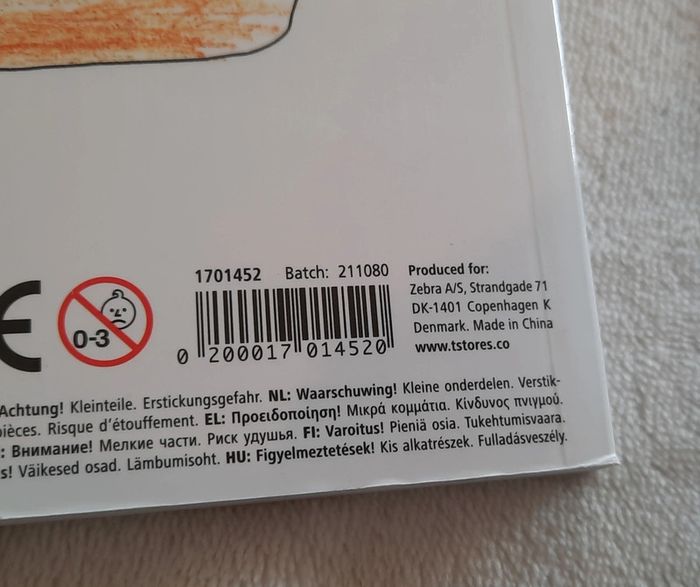 1701452 Batch: 211080
0 200017 014520
Produced for:
Zebra A/S, Strandgade 71
DK-1401 Copenhagen K
Denmark. Made in China
www.tstores.co
CE
0-3
Achtung! Kleinteile. Erstickungsgefahr. NL: Waarschuwing! Kleine onderdelen. Verstik-
pièces. Risque d'étouffement. EL: Προειδοποίηση! Μικρά κομμάτια. Κίνδυνος πνιγμού.
: Внимание! Мелкие части. Риск удушья. FI: Varoitus! Pieniä osia. Tukehtumisvaara.
s! Väikesed osad. Lämbumisoht. HU: Figyelmeztetések! Kis alkatrészek. Fulladásveszély.